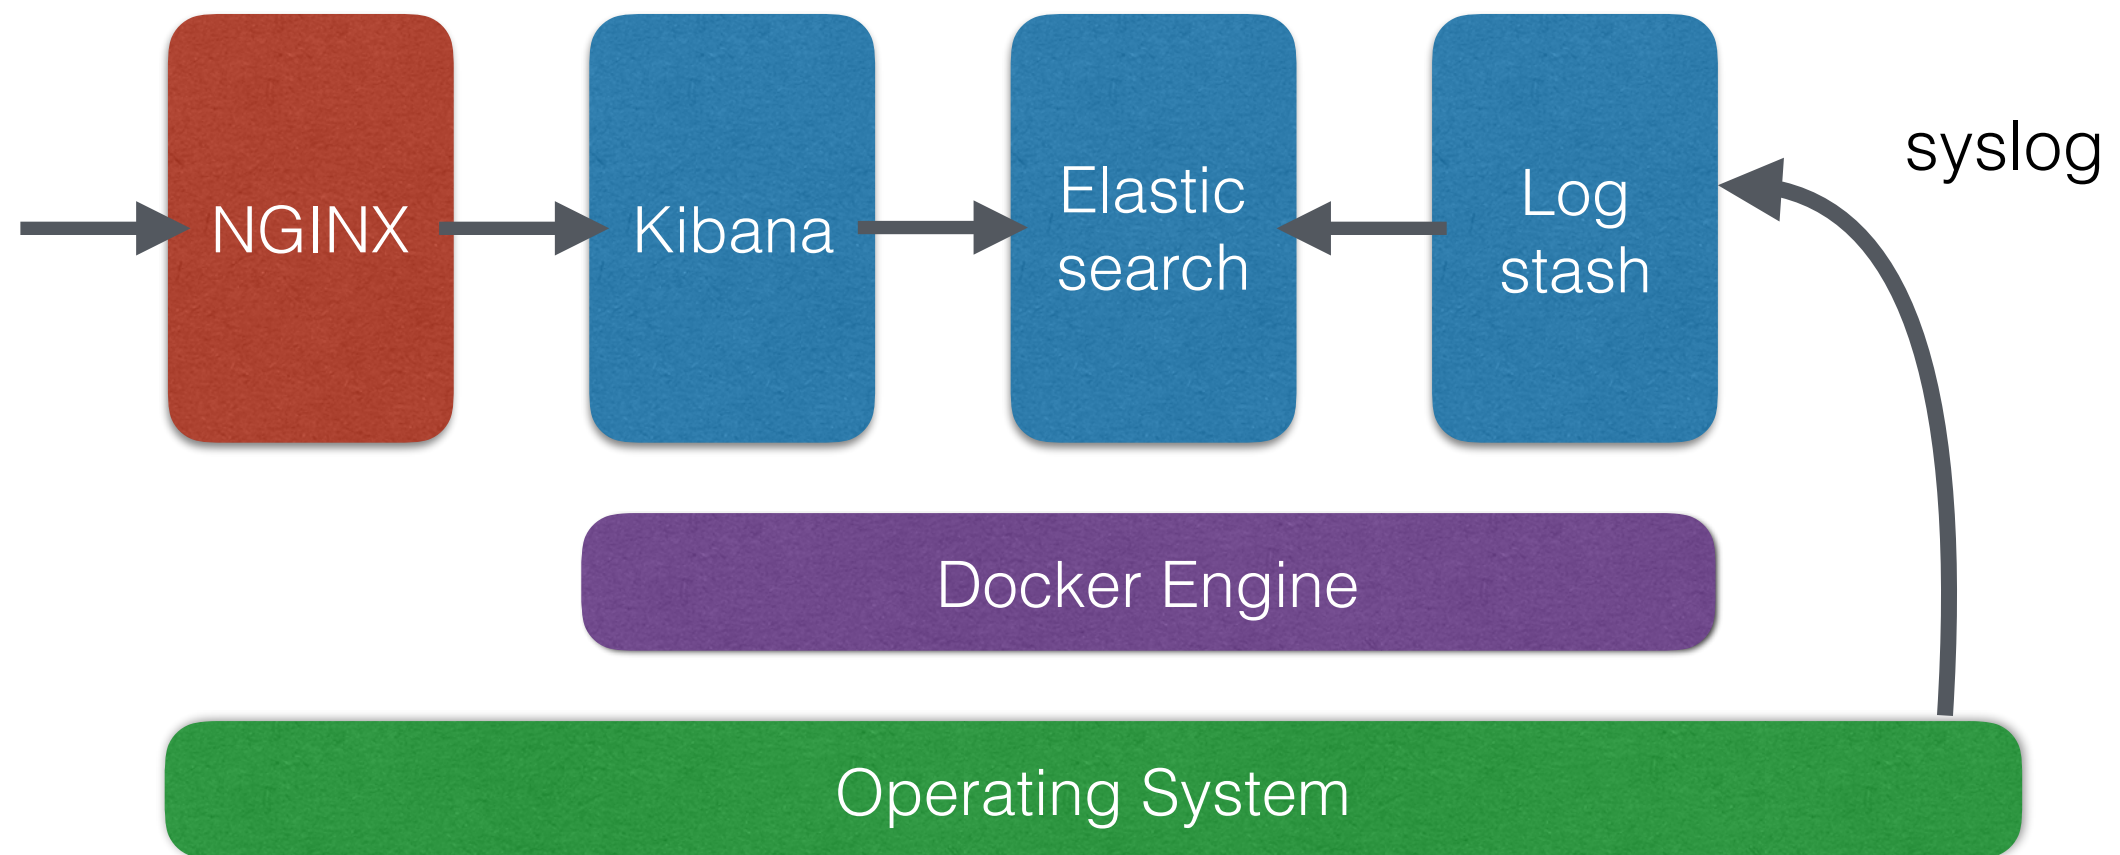 NGINX
Kibana
Elastic
search
Log
stash
syslog
Docker Engine
Operating System